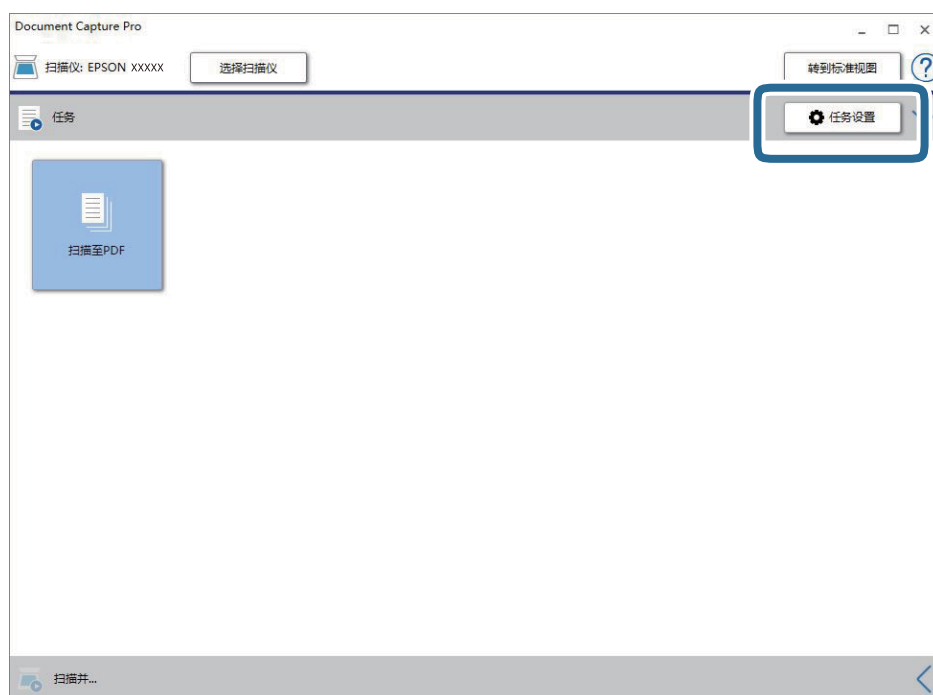 Document Capture Pro
扫描仪: EPSON XXXXX
选择扫描仪
转到标准视图
?
任务
任务设置
扫描至PDF
扫描并...